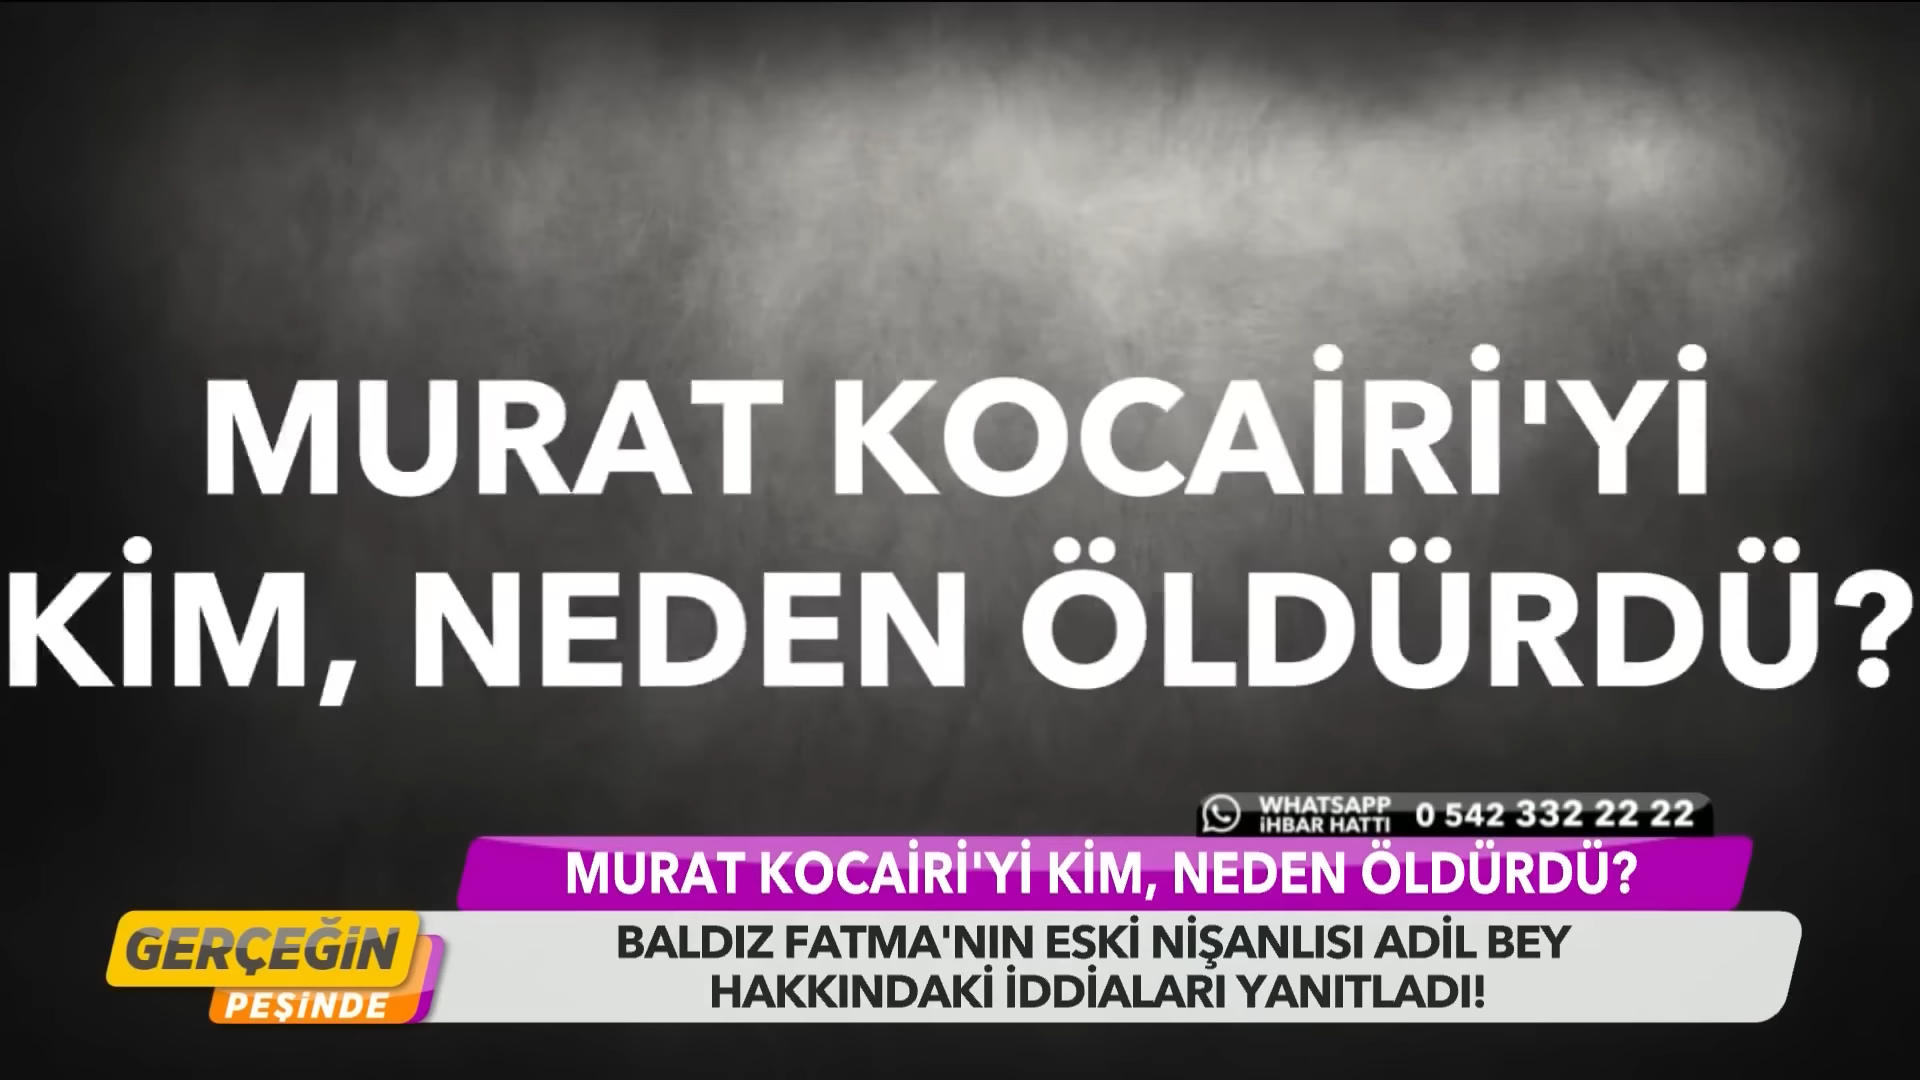 MURAT KOCAİRİ'Yİ
KİM, NEDEN ÖLDÜRDÜ?
WHATSAPP
İHBAR HATTI
0 542 332 22 22
MURAT KOCAİRİ'Yİ KİM, NEDEN ÖLDÜRDÜ?
GERÇEĞİN
PEŞİNDE
BALDIZ FATMA'NIN ESKİ NİŞANLISI ADİL BEY
HAKKINDAKİ İDDİALARI YANITLADI!